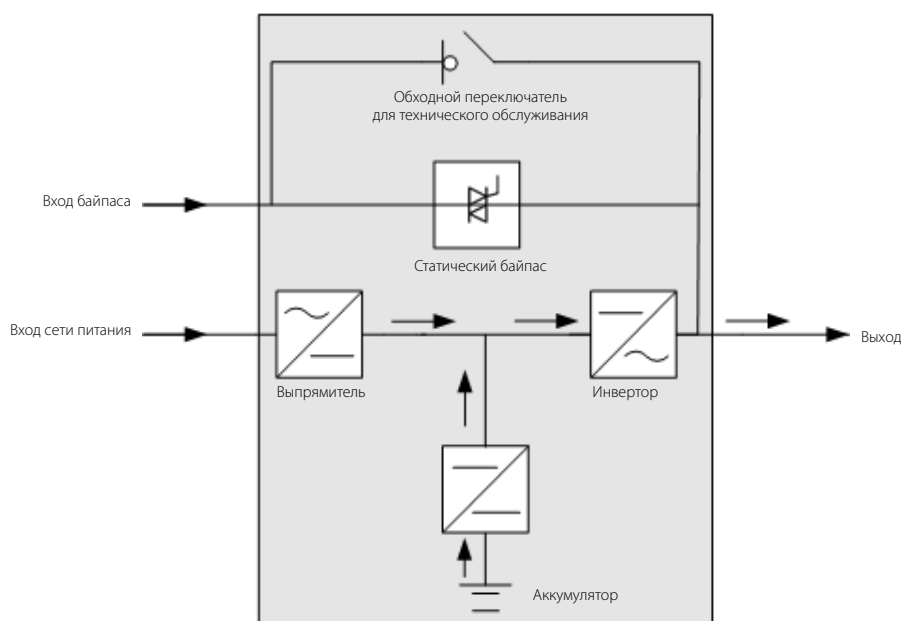 Обходной переключатель
для технического обслуживания
Вход байпаса
Статический байпас
Вход сети питания
Выход
Выпрямитель
Инвертор
Аккумулятор